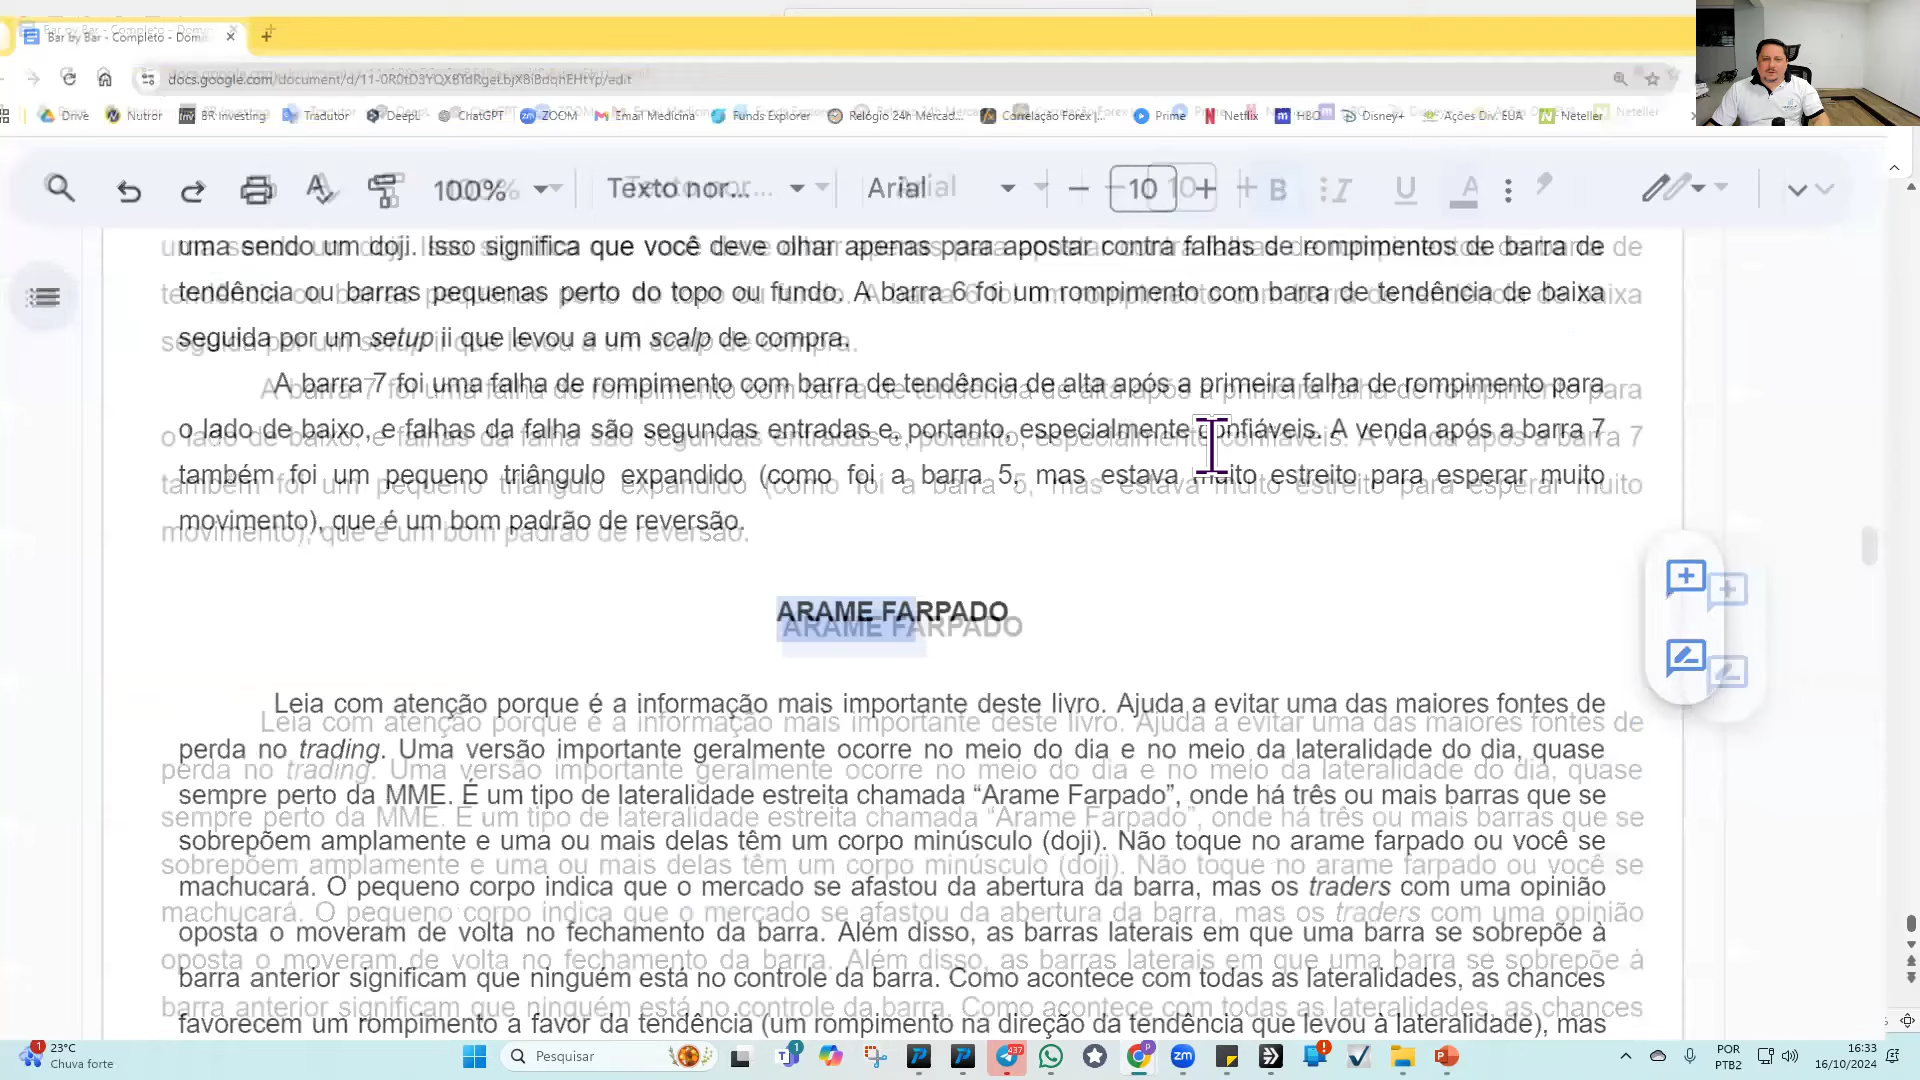 Bar by Bar - Completo - Dom
docs.google.com/document/d/11-0R0tD3YQXBTdRgeLbjX8iBdqnEHtYp/edit
Drive Nutror BR Investing Tradutor DeepL ChatGPT ZOOM Email Medicina Funds Explorer Relógio 24h Mercad... Correlação Forex |... Prime Netflix HBO Disney+ Ações Div. EUA Neteller
100% Texto nor... Arial 10 B I U A
uma sendo um doji. Isso significa que você deve olhar apenas para apostar contra falhas de rompimentos de barra de
tendência ou barras pequenas perto do topo ou fundo. A barra 6 foi um rompimento com barra de tendência de baixa
seguida por um setup ii que levou a um scalp de compra.
A barra 7 foi uma falha de rompimento com barra de tendência de alta após a primeira falha de rompimento para
o lado de baixo, e falhas da falha são segundas entradas e, portanto, especialmente confiáveis. A venda após a barra 7
também foi um pequeno triângulo expandido (como foi a barra 5, mas estava muito estreito para esperar muito
movimento), que é um bom padrão de reversão.
ARAME FARPADO
Leia com atenção porque é a informação mais importante deste livro. Ajuda a evitar uma das maiores fontes de
perda no trading. Uma versão importante geralmente ocorre no meio do dia e no meio da lateralidade do dia, quase
sempre perto da MME. É um tipo de lateralidade estreita chamada “Arame Farpado”, onde há três ou mais barras que se
sobrepõem amplamente e uma ou mais delas têm um corpo minúsculo (doji). Não toque no arame farpado ou você se
machucará. O pequeno corpo indica que o mercado se afastou da abertura da barra, mas os traders com uma opinião
oposta o moveram de volta no fechamento da barra. Além disso, as barras laterais em que uma barra se sobrepõe à
barra anterior significam que ninguém está no controle da barra. Como acontece com todas as lateralidades, as chances
favorecem um rompimento a favor da tendência (um rompimento na direção da tendência que levou à lateralidade), mas
23°C
Chuva forte
Pesquisar
POR
PTB2
16:33
16/10/2024